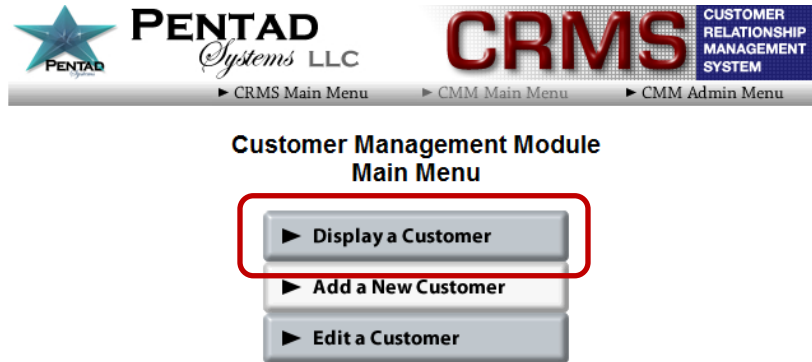 PENTAD
Systems
PENTAD
Systems LLC
CRMS
CUSTOMER
RELATIONSHIP
MANAGEMENT
SYSTEM
► CRMS Main Menu ► CMM Main Menu ► CMM Admin Menu
Customer Management Module
Main Menu
► Display a Customer
► Add a New Customer
► Edit a Customer